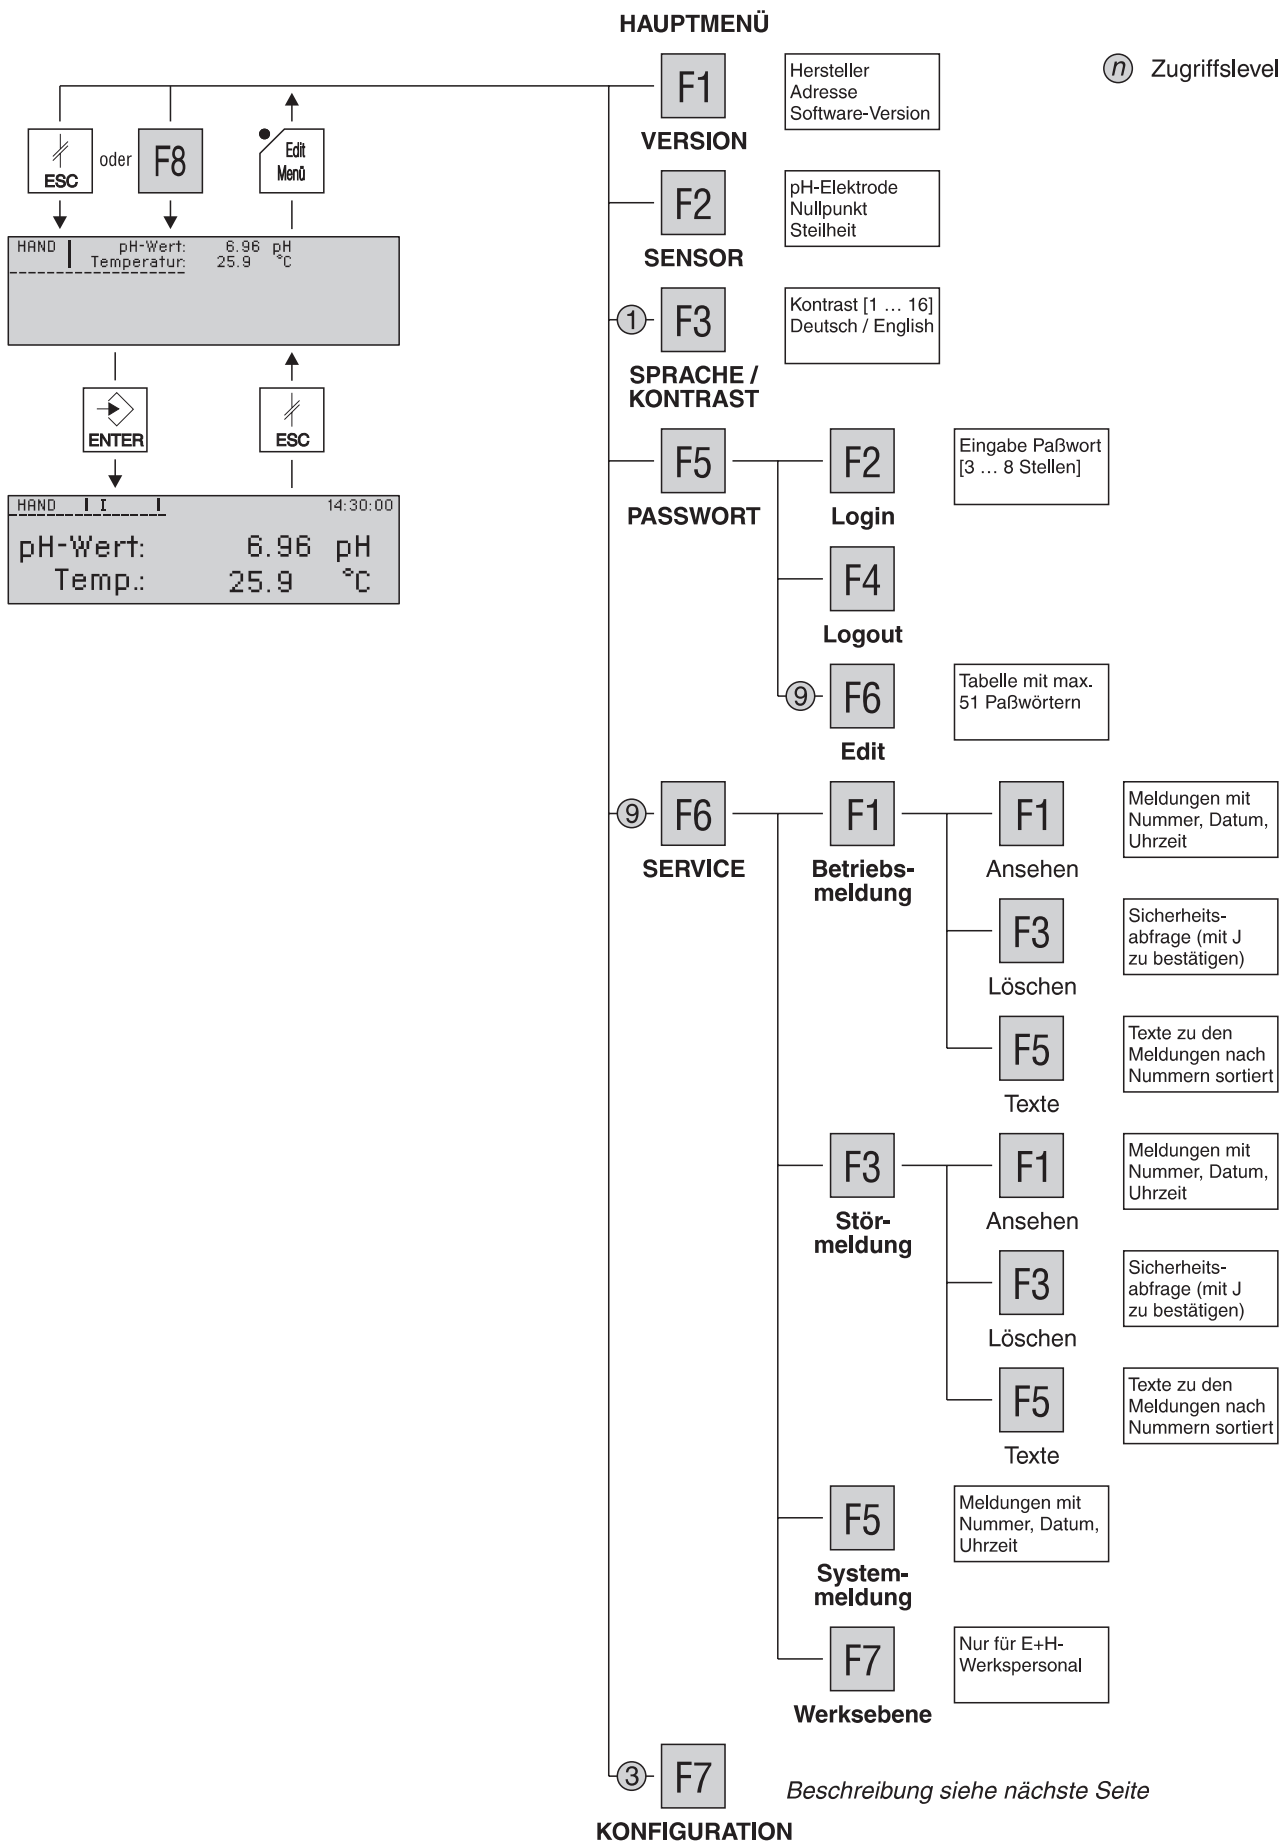 HAUPTMENÜ
n Zugriffslevel
F1
VERSION
Hersteller
Adresse
Software-Version
ESC
oder
F8
Edit
Menü
HAND pH-Wert: 6.96 pH
Temperatur: 25.9 °C
ENTER
ESC
HAND I 14:30:00
pH-Wert: 6.96 pH
Temp.: 25.9 °C
F2
SENSOR
pH-Elektrode
Nullpunkt
Steilheit
1
F3
SPRACHE /
KONTRAST
Kontrast [1 … 16]
Deutsch / English
F5
PASSWORT
F2
Login
Eingabe Paßwort
[3 … 8 Stellen]
F4
Logout
9
F6
Edit
Tabelle mit max.
51 Paßwörtern
9
F6
SERVICE
F1
Betriebs-
meldung
F1
Ansehen
Meldungen mit
Nummer, Datum,
Uhrzeit
F3
Löschen
Sicherheits-
abfrage (mit J
zu bestätigen)
F5
Texte
Texte zu den
Meldungen nach
Nummern sortiert
F3
Stör-
meldung
F1
Ansehen
Meldungen mit
Nummer, Datum,
Uhrzeit
F3
Löschen
Sicherheits-
abfrage (mit J
zu bestätigen)
F5
Texte
Texte zu den
Meldungen nach
Nummern sortiert
F5
System-
meldung
Meldungen mit
Nummer, Datum,
Uhrzeit
F7
Werksebene
Nur für E+H-
Werkspersonal
3
F7
KONFIGURATION
Beschreibung siehe nächste Seite